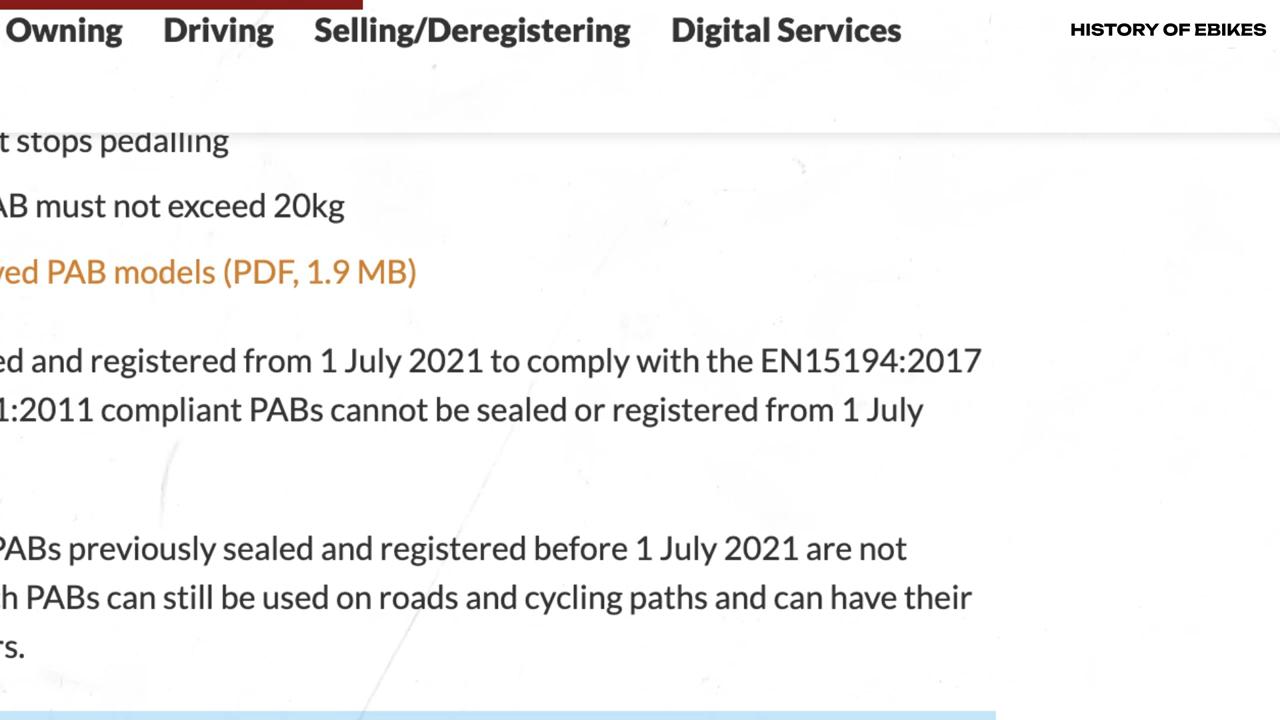 Owning Driving Selling/Deregistering Digital Services
HISTORY OF EBIKES
t stops pedalling
AB must not exceed 20kg
ved PAB models (PDF, 1.9 MB)
ed and registered from 1 July 2021 to comply with the EN15194:2017
1:2011 compliant PABs cannot be sealed or registered from 1 July
PABs previously sealed and registered before 1 July 2021 are not
h PABs can still be used on roads and cycling paths and can have their
rs.